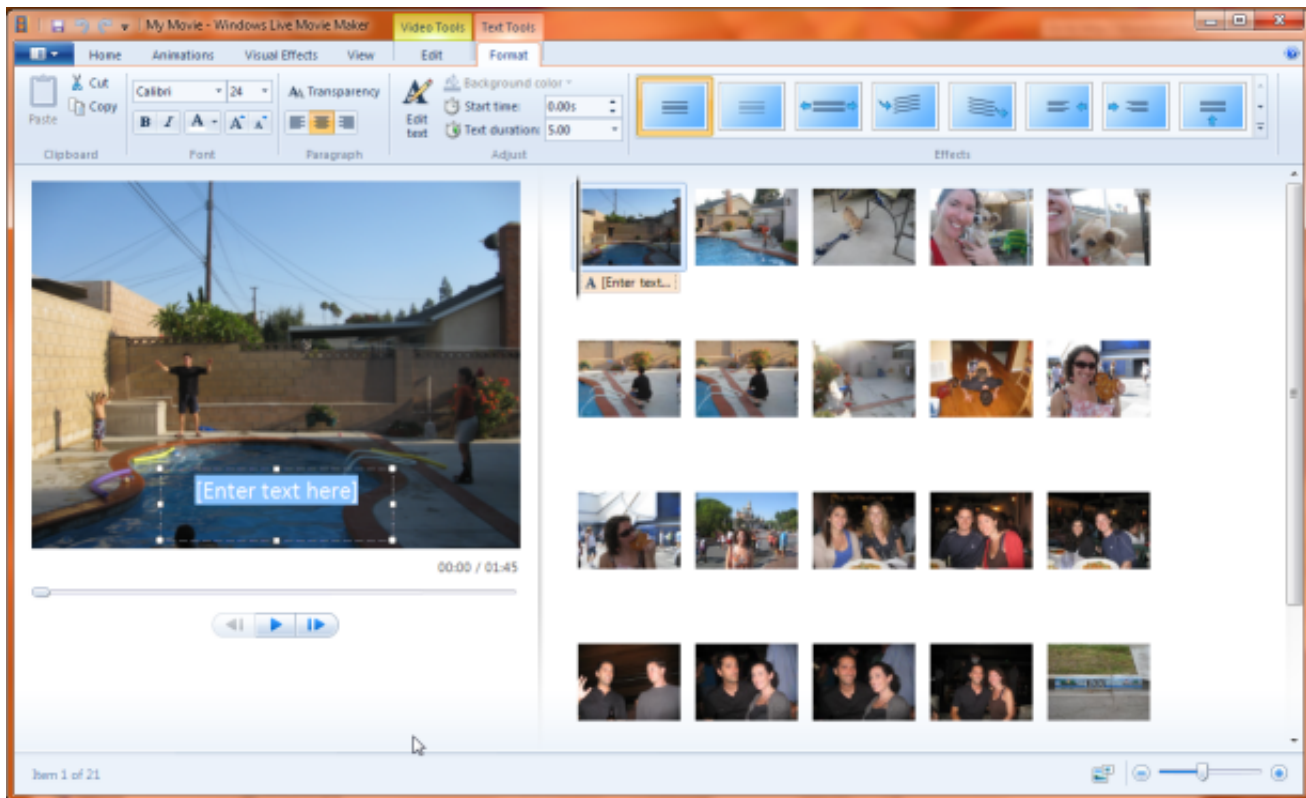 My Movie - Windows Live Movie Maker
Video Tools
Text Tools
Home
Animations
Visual Effects
View
Edit
Format
Paste
Cut
Copy
Clipboard
Calibri
24
B I A A A
Font
Transparency
Paragraph
Edit text
Background color
Start time: 0.00s
Text duration: 5.00
Adjust
Effects
A [Enter text...
[Enter text here]
00:00 / 01:45
Item 1 of 21